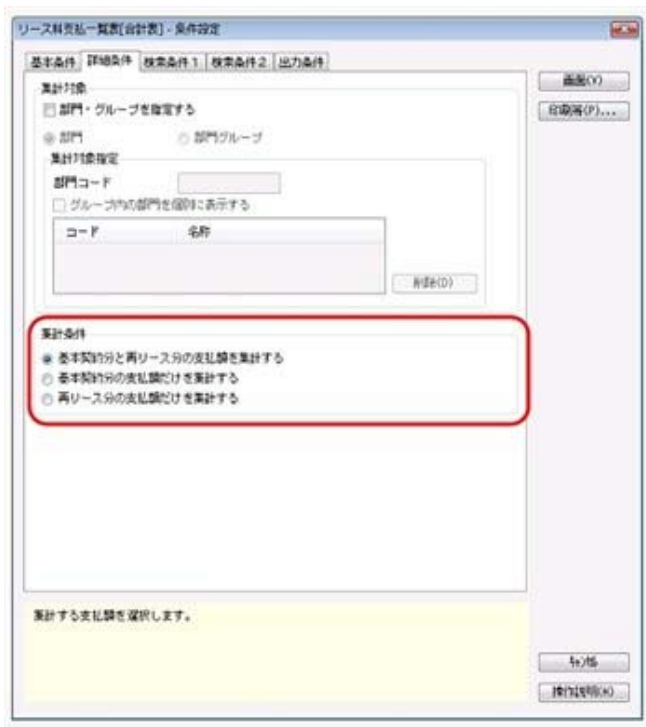 リース料支払一覧表[合計表] - 条件設定
基本条件 詳細条件 検索条件1 検索条件2 出力条件
画面(V)
印刷等(P)...
集計対象
部門・グループを指定する
部門 部門グループ
集計対象指定
部門コード
グループ内の部門を個別に表示する
コード 名称
削除(D)
集計条件
基本契約分と再リース分の支払額を集計する
基本契約分の支払額だけを集計する
再リース分の支払額だけを集計する
集計する支払額を選択します。
ｷｬﾝｾﾙ
操作説明(H)